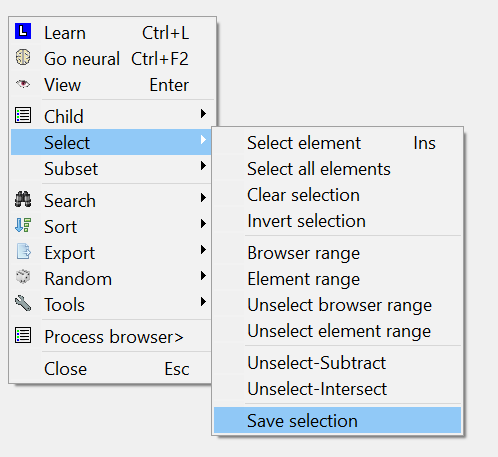 L Learn Ctrl+L
Go neural Ctrl+F2
View Enter
Child
Select
Subset
Search
Sort
Export
Random
Tools
Process browser>
Close Esc
Select element Ins
Select all elements
Clear selection
Invert selection
Browser range
Element range
Unselect browser range
Unselect element range
Unselect-Subtract
Unselect-Intersect
Save selection